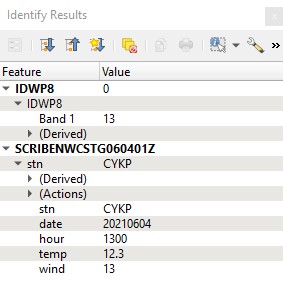 Identify Results
Feature Value
IDWP8 0
IDWP8
Band 1 13
(Derived)
SCRIBENWCSTG060401Z
stn CYKP
(Derived)
(Actions)
stn CYKP
date 20210604
hour 1300
temp 12.3
wind 13